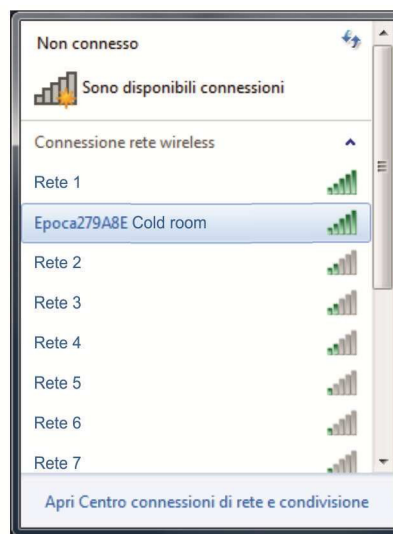 Non connesso
Sono disponibili connessioni
Connessione rete wireless
Rete 1
Epoca279A8E Cold room
Rete 2
Rete 3
Rete 4
Rete 5
Rete 6
Rete 7
Apri Centro connessioni di rete e condivisione